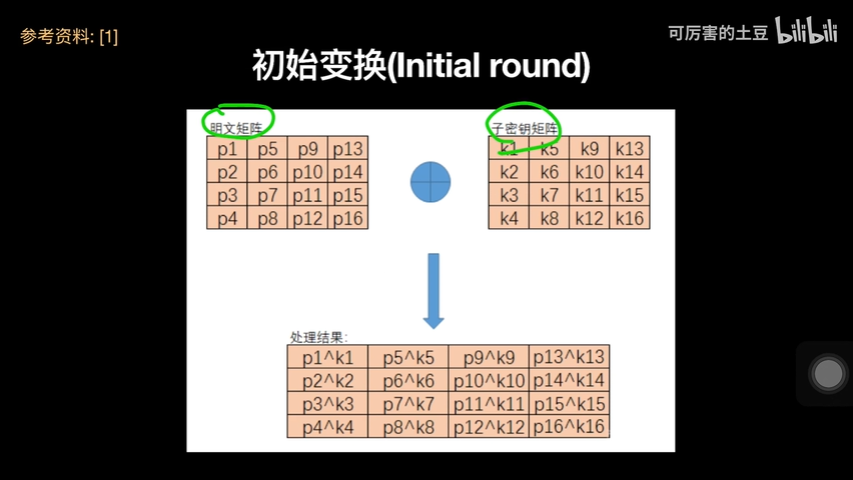 参考资料: [1]
可厉害的土豆 bilibili
初始变换(Initial round)
明文矩阵
子密钥矩阵
p1 p5 p9 p13
k1 k5 k9 k13
p2 p6 p10 p14
k2 k6 k10 k14
p3 p7 p11 p15
k3 k7 k11 k15
p4 p8 p12 p16
k4 k8 k12 k16
处理结果:
p1^k1 p5^k5 p9^k9 p13^k13
p2^k2 p6^k6 p10^k10 p14^k14
p3^k3 p7^k7 p11^k11 p15^k15
p4^k4 p8^k8 p12^k12 p16^k16